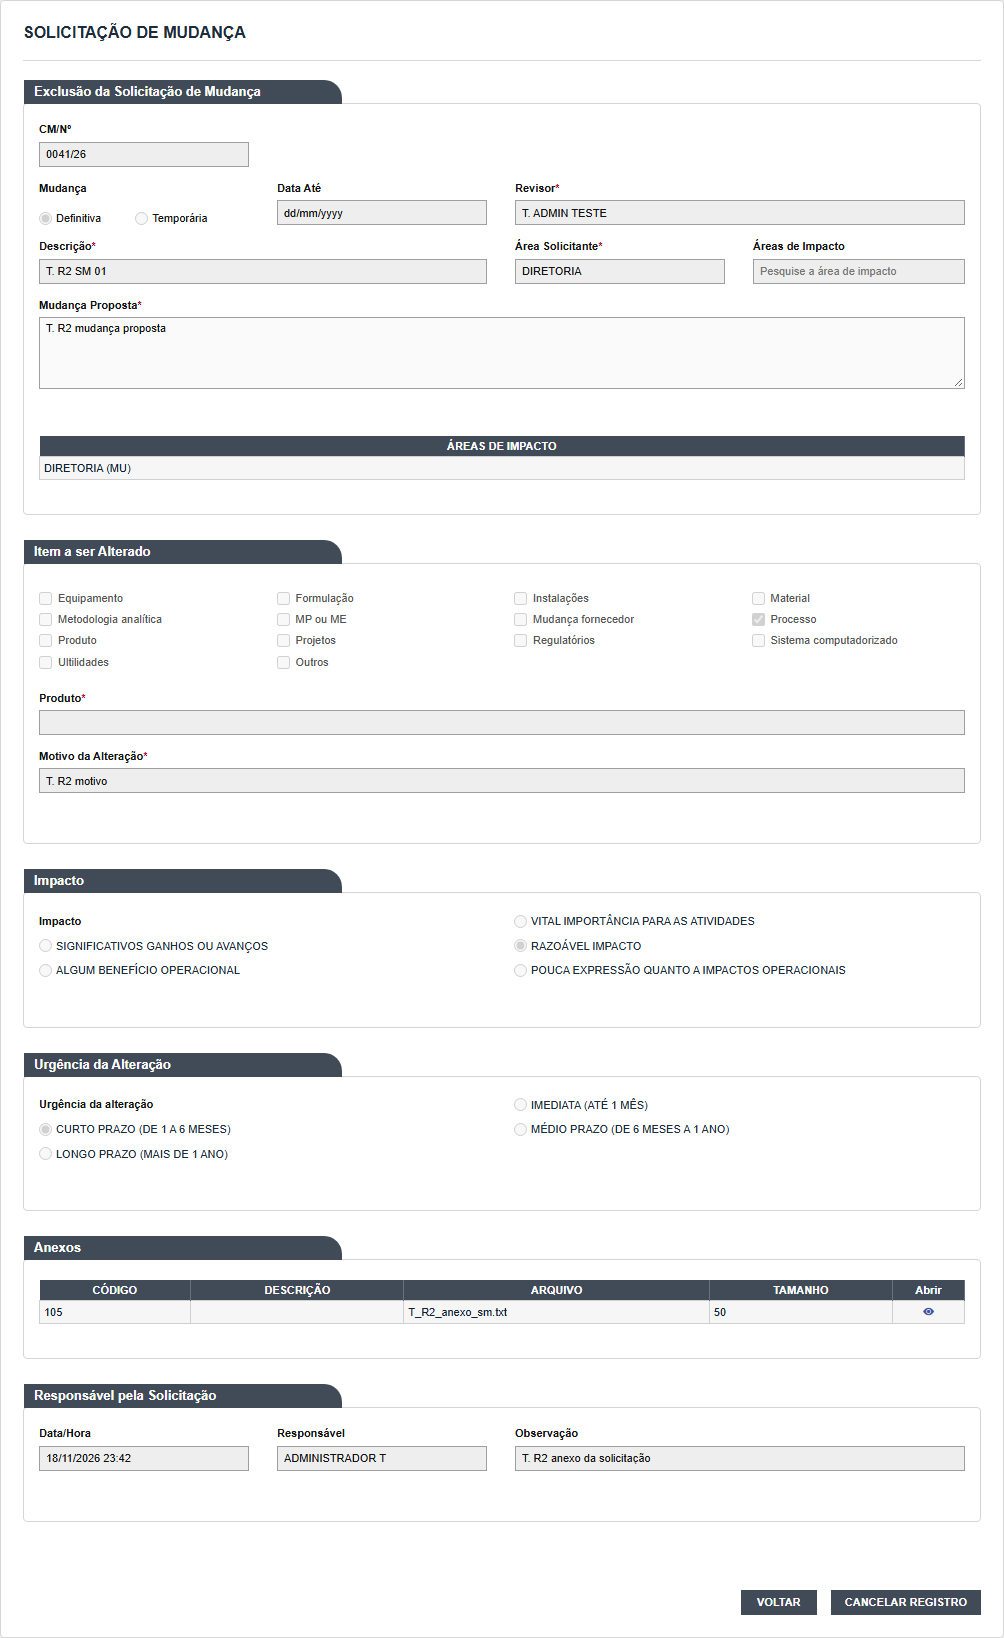 SOLICITAÇÃO DE MUDANÇA
Exclusão da Solicitação de Mudança
CM/Nº
0041/26
Mudança
Data Até
Revisor*
Definitiva
Temporária
dd/mm/yyyy
T. ADMIN TESTE
Descrição*
Área Solicitante*
Áreas de Impacto
T. R2 SM 01
DIRETORIA
Pesquise a área de impacto
Mudança Proposta*
T. R2 mudança proposta
ÁREAS DE IMPACTO
DIRETORIA (MU)
Item a ser Alterado
Equipamento
Formulação
Instalações
Material
Metodologia analítica
MP ou ME
Mudança fornecedor
Processo
Produto
Projetos
Regulatórios
Sistema computadorizado
Ultilidades
Outros
Produto*
Motivo da Alteração*
T. R2 motivo
Impacto
Impacto
VITAL IMPORTÂNCIA PARA AS ATIVIDADES
SIGNIFICATIVOS GANHOS OU AVANÇOS
RAZOÁVEL IMPACTO
ALGUM BENEFÍCIO OPERACIONAL
POUCA EXPRESSÃO QUANTO A IMPACTOS OPERACIONAIS
Urgência da Alteração
Urgência da alteração
IMEDIATA (ATÉ 1 MÊS)
CURTO PRAZO (DE 1 A 6 MESES)
MÉDIO PRAZO (DE 6 MESES A 1 ANO)
LONGO PRAZO (MAIS DE 1 ANO)
Anexos
CÓDIGO DESCRIÇÃO ARQUIVO TAMANHO Abrir
105 T_R2_anexo_sm.txt 50
Responsável pela Solicitação
Data/Hora
Responsável
Observação
18/11/2026 23:42
ADMINISTRADOR T
T. R2 anexo da solicitação
VOLTAR
CANCELAR REGISTRO